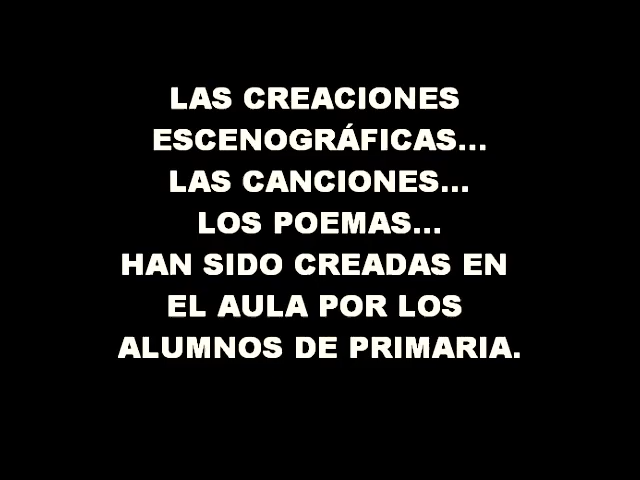 LAS CREACIONES
ESCENOGRÁFICAS...
LAS CANCIONES...
LOS POEMAS...
HAN SIDO CREADAS EN
EL AULA POR LOS
ALUMNOS DE PRIMARIA.